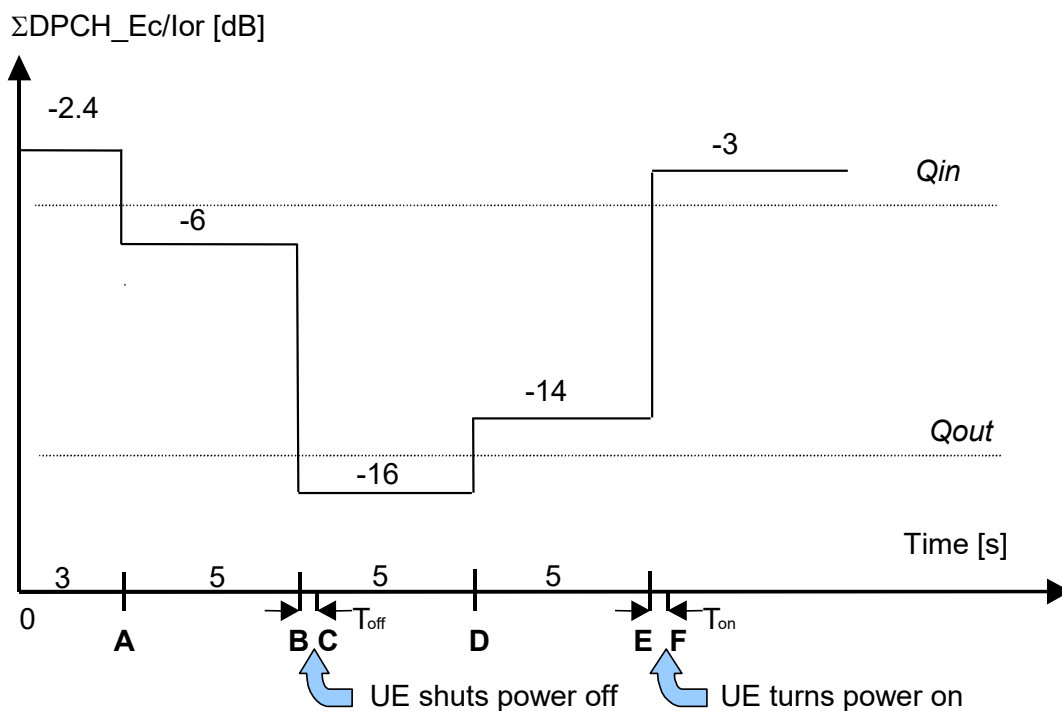 ΣDPCH_Ec/Ior [dB]
-2.4
-3
Qin
-6
-14
Qout
-16
Time [s]
3 5 5 5
0 Toff Ton
A B C D E F
UE shuts power off UE turns power on